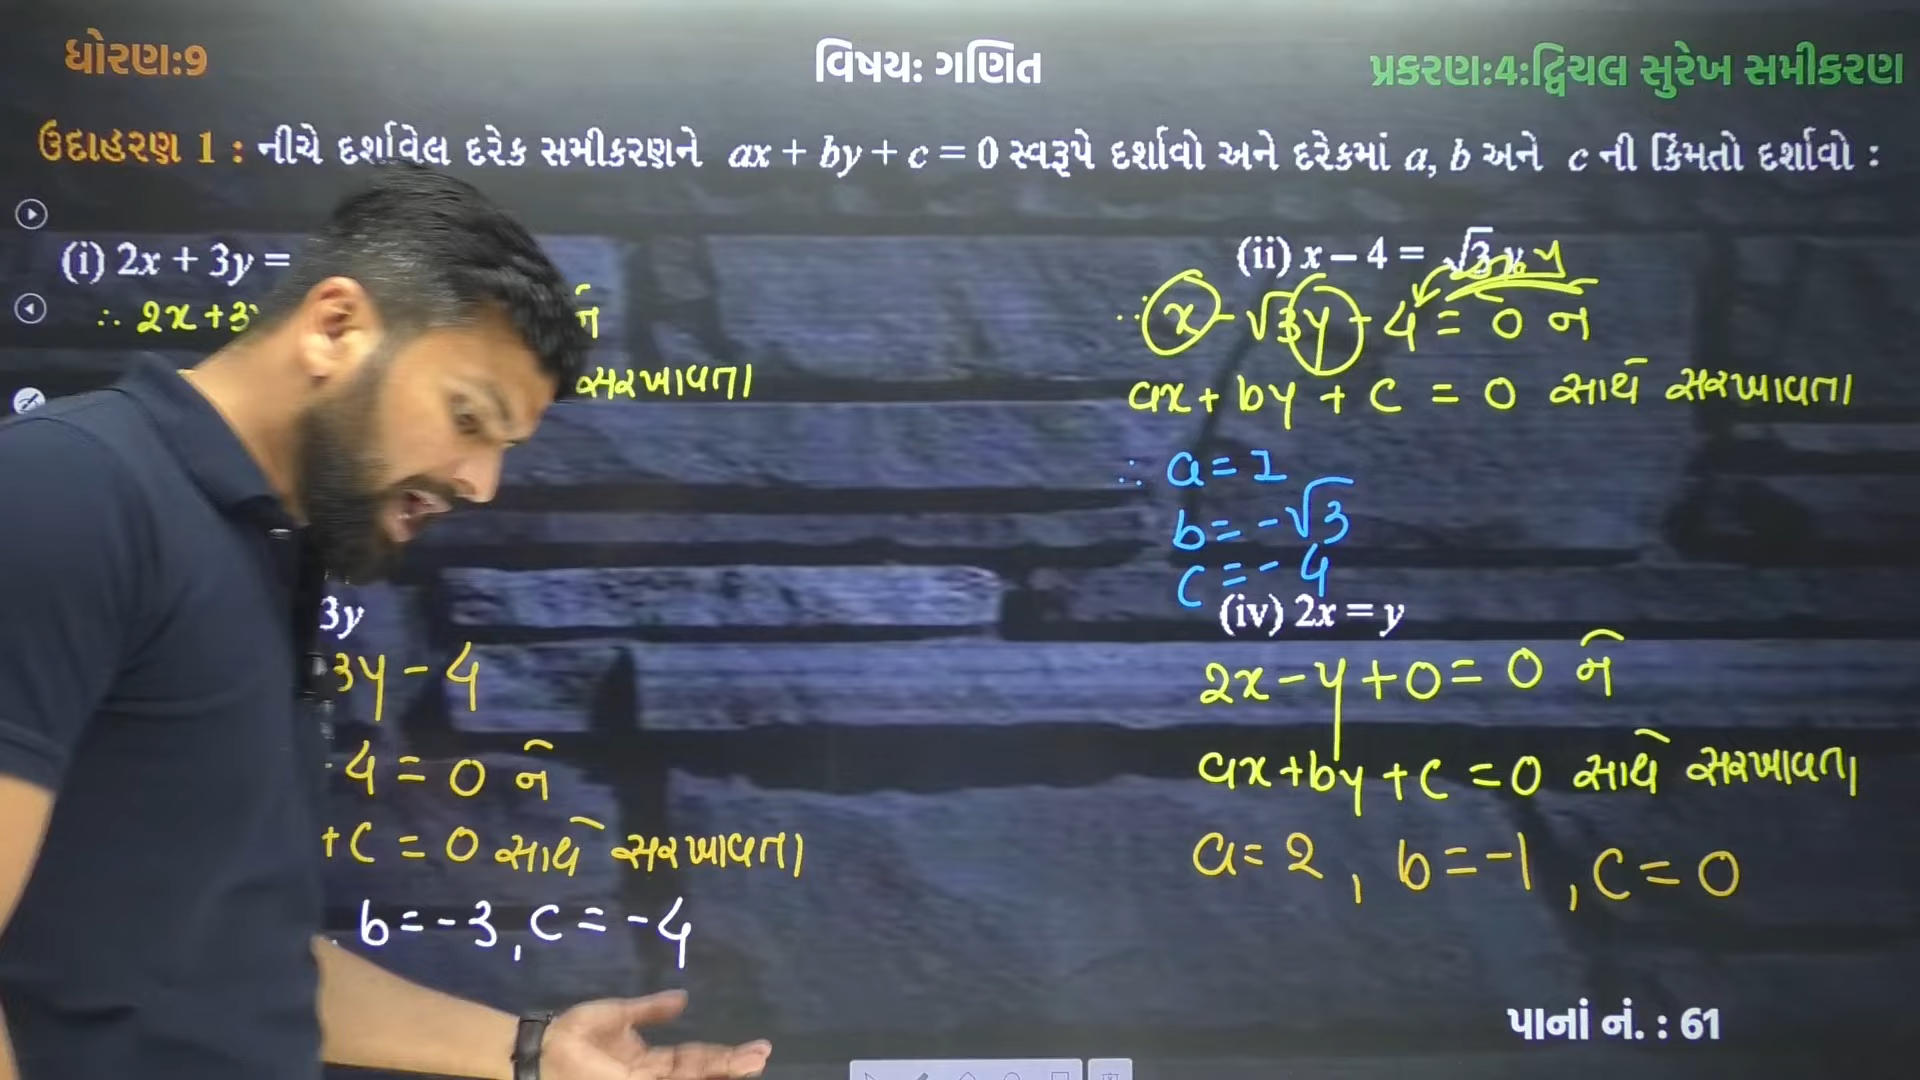 ધોરણ:9
વિષય: ગણિત
પ્રકરણ:4:દ્વિચલ સુરેખ સમીકરણ
ઉદાહરણ 1 : નીચે દર્શાવેલ દરેક સમીકરણને ax + by + c = 0 સ્વરૂપે દર્શાવો અને દરેકમાં a, b અને c ની કિંમતો દર્શાવો :
(i) 2x + 3y =
∴ 2x+3
સરખાવતા
(ii) x – 4 = √3 y
∴ x - √3y - 4 = 0 ને
ax + by + c = 0 સાથે સરખાવતા
∴ a = 1
b = -√3
c = - 4
3y
3y - 4
4 = 0 ને
+c = 0 સાથે સરખાવતા
b = -3, c = -4
(iv) 2x = y
2x - y + 0 = 0 ને
ax+by+c = 0 સાથે સરખાવતા
a = 2 , b = -1 , c = 0
પાનાં નં. : 61